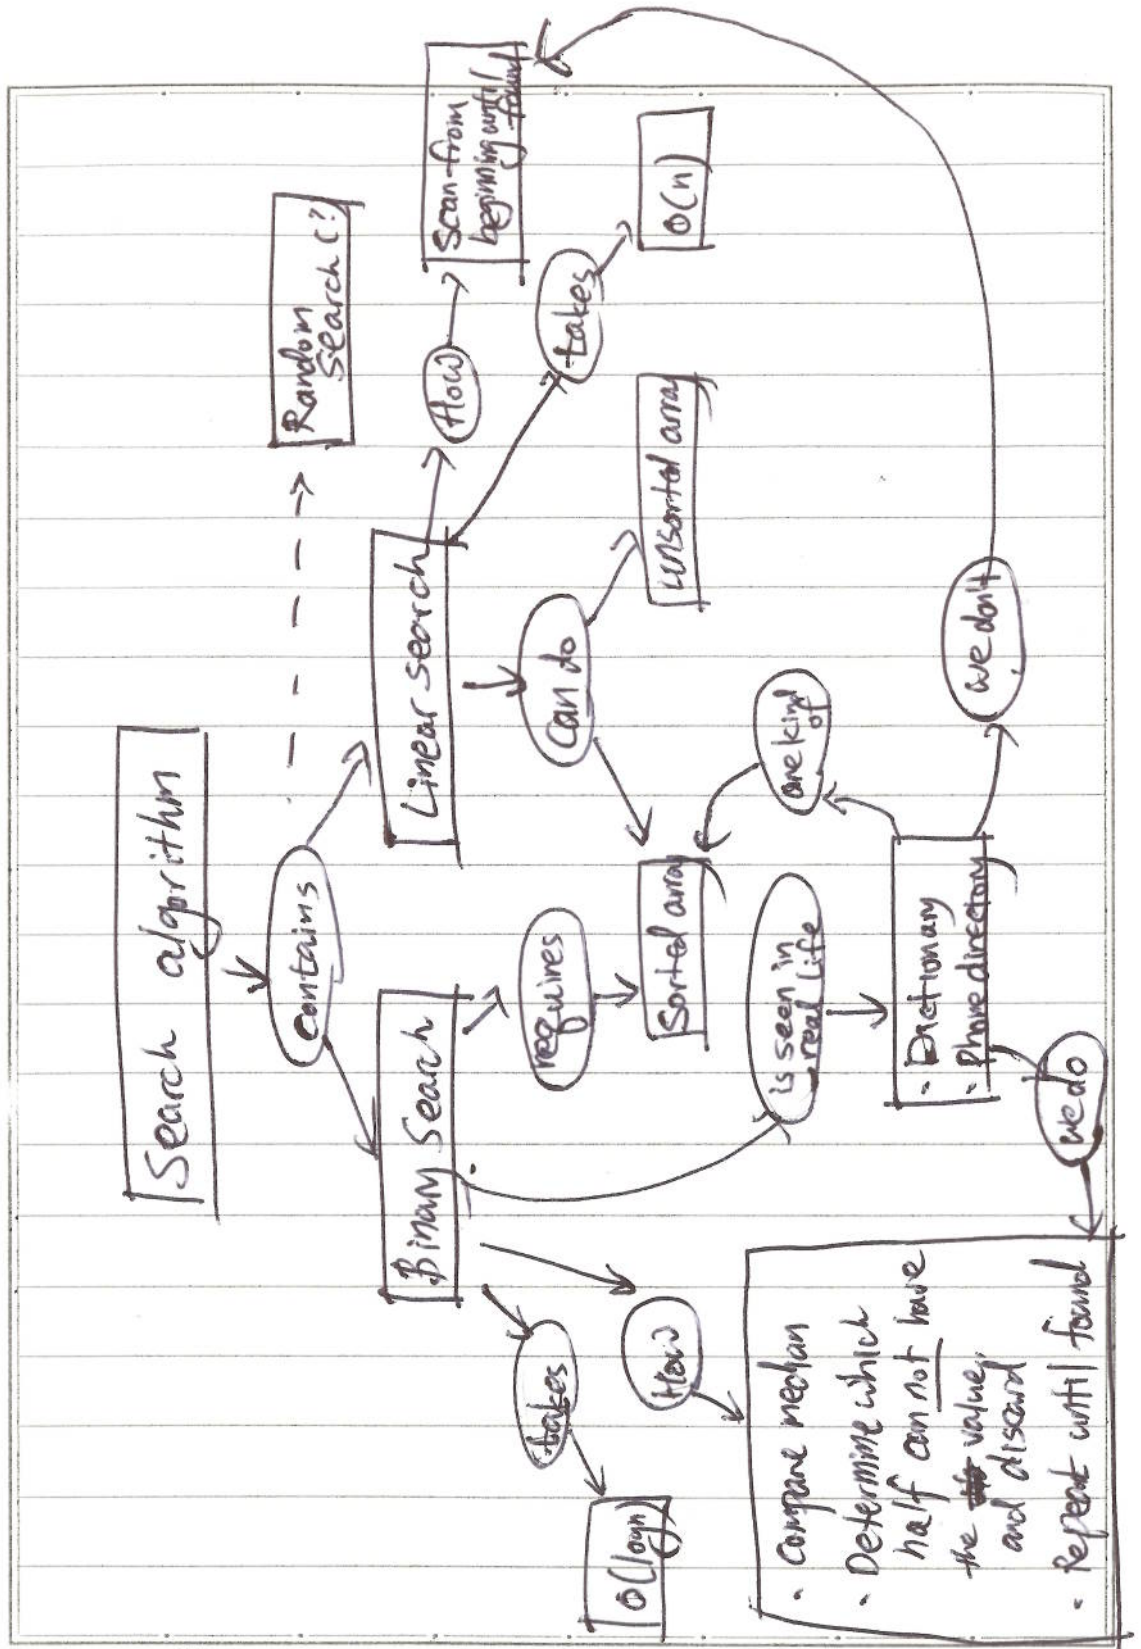 Search algorithm
Contains
Random
Search (?)
Binary Search
Linear search
takes
O(logn)
How
requires
Can do
How
Scan from
beginning until
found
takes
O(n)
Sorted array
Unsorted array
is seen in
real life
are kind
of
- Dictionary
- Phone directory
we do
we don't
- Compare median
- Determine which
half can not have
the value,
and discard
- Repeat until found